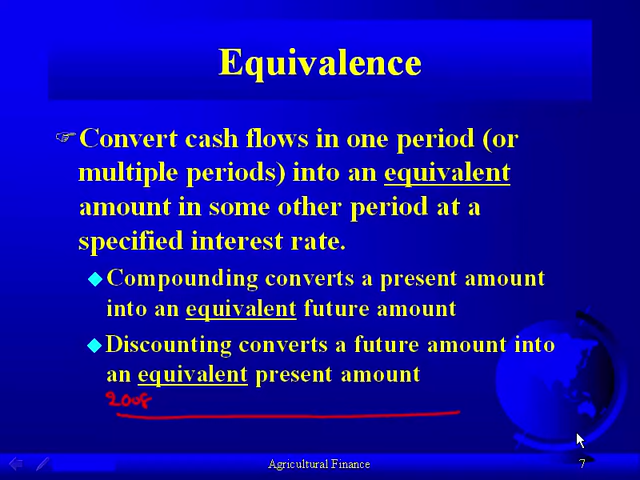 Equivalence
Convert cash flows in one period (or
multiple periods) into an equivalent
amount in some other period at a
specified interest rate.
Compounding converts a present amount
into an equivalent future amount
Discounting converts a future amount into
an equivalent present amount
2008
Agricultural Finance
7